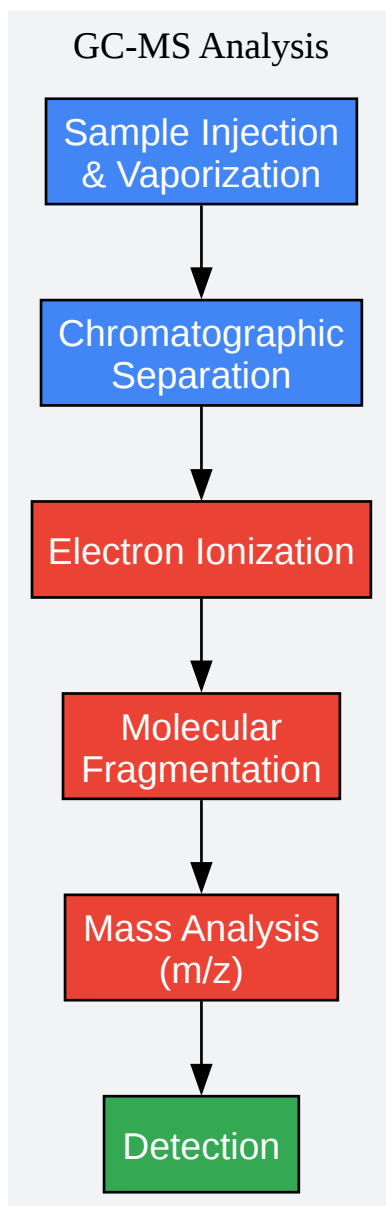 GC-MS Analysis
Sample Injection
& Vaporization
Chromatographic
Separation
Electron Ionization
Molecular
Fragmentation
Mass Analysis
(m/z)
Detection